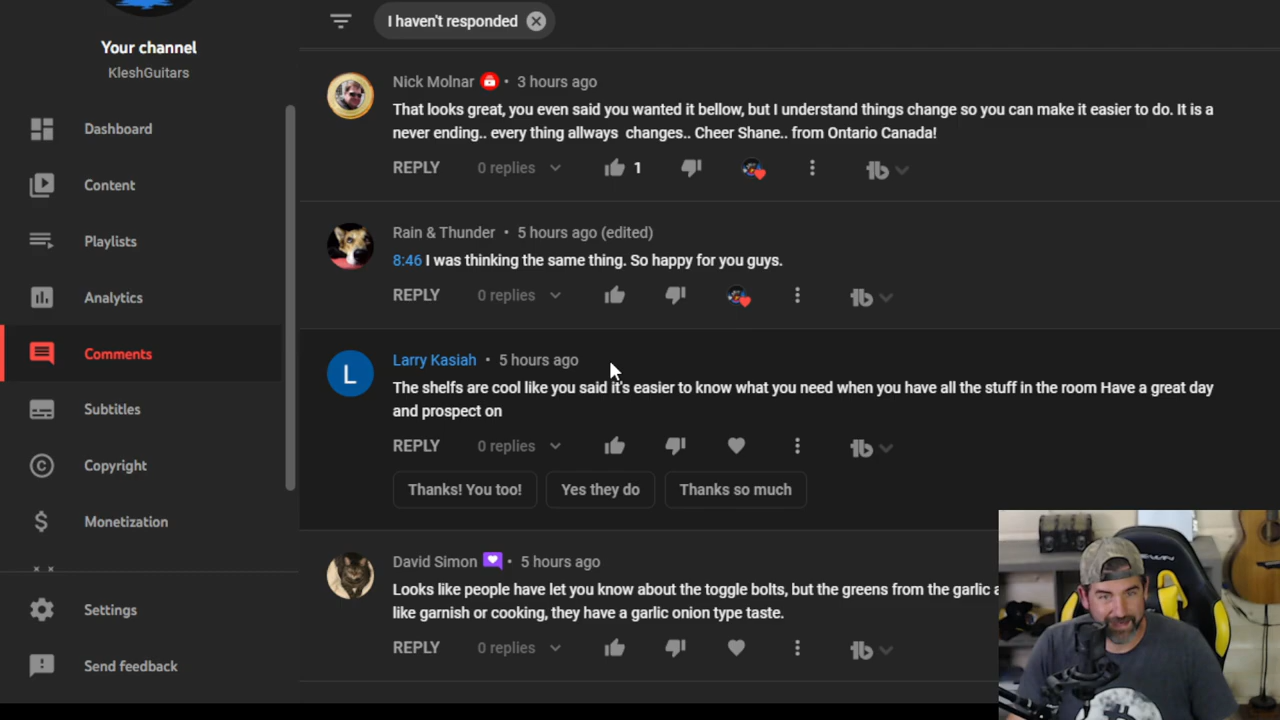 I haven't responded
Your channel
KleshGuitars
Dashboard
Content
Playlists
Analytics
Comments
Subtitles
Copyright
Monetization
Settings
Send feedback
Nick Molnar • 3 hours ago
That looks great, you even said you wanted it bellow, but I understand things change so you can make it easier to do. It is a
never ending.. every thing allways changes.. Cheer Shane.. from Ontario Canada!
REPLY 0 replies 1
Rain & Thunder • 5 hours ago (edited)
8:46 I was thinking the same thing. So happy for you guys.
REPLY 0 replies
L
Larry Kasiah • 5 hours ago
The shelfs are cool like you said it's easier to know what you need when you have all the stuff in the room Have a great day
and prospect on
REPLY 0 replies
Thanks! You too! Yes they do Thanks so much
David Simon • 5 hours ago
Looks like people have let you know about the toggle bolts, but the greens from the garlic
like garnish or cooking, they have a garlic onion type taste.
REPLY 0 replies